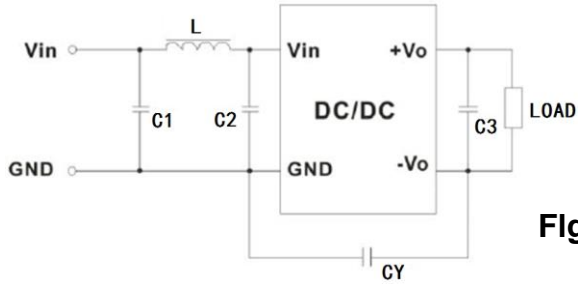 L
Vin Vin +Vo
C1 C2 DC/DC C3 LOAD
GND GND -Vo
FIg
CY